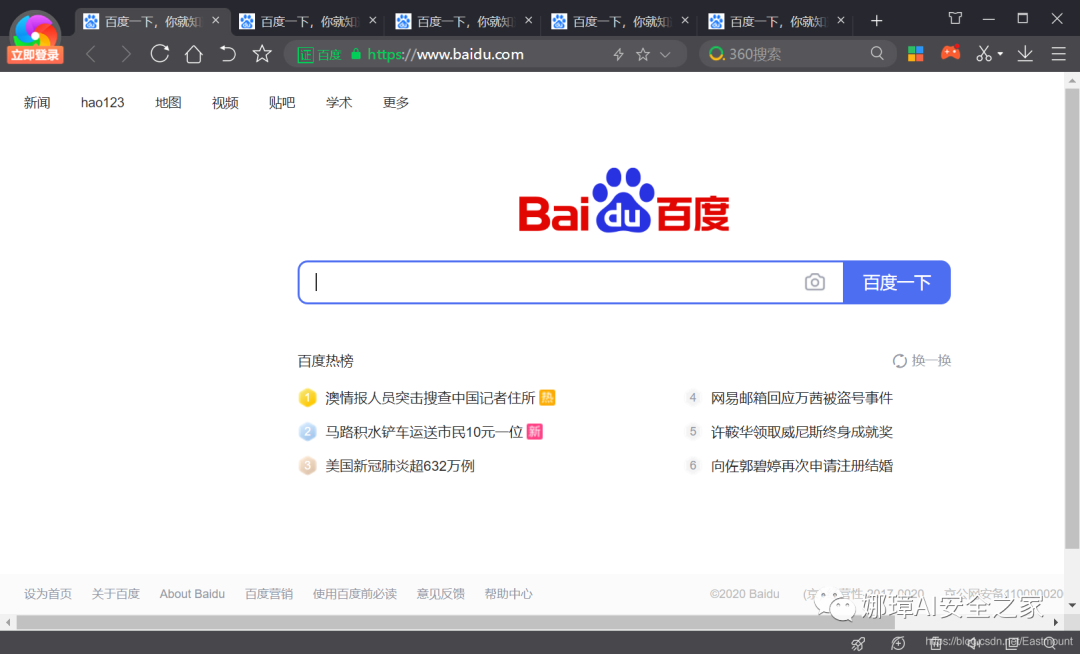 百度一下，你就知 百度一下，你就知 百度一下，你就知 百度一下，你就知 百度一下，你就知
立即登录
证 百度 https://www.baidu.com 360搜索
新闻 hao123 地图 视频 贴吧 学术 更多
Bai du 百度
百度一下
百度热榜 换一换
1 澳情报人员突击搜查中国记者住所 热
4 网易邮箱回应万茜被盗号事件
2 马路积水铲车运送市民10元一位 新
5 许鞍华领取威尼斯终身成就奖
3 美国新冠肺炎超632万例
6 向佐郭碧婷再次申请注册结婚
设为首页 关于百度 About Baidu 百度营销 使用百度前必读 意见反馈 帮助中心 ©2020 Baidu (京)-经营性-2017-0020 京公网安备110000020
娜璋AI安全之家
https://blog.csdn.net/Eastmount